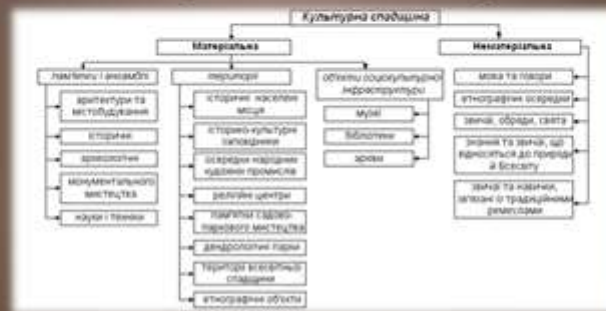 Культурна спадщина
Матеріальна
Нематеріальна
пам'ятки і ансамблі
території
об'єкти соціокультурної
інфраструктури
мова та говори
архітектури та
містобудування
історичні населені
місця
музеї
етнографічні осередки
історичні
історико-культурні
заповідники
бібліотеки
звичаї, обряди, свята
археологічні
осередки народних
художніх промислів
архіви
знання та звичаї, що
відносяться до природи
й Всесвіту
монументального
мистецтва
релігійні центри
звичаї та навички,
зв'язані із традиційними
ремеслами
науки і техніки
пам'ятки садово-
паркового мистецтва
дендрологічні парки
території всесвітньої
спадщини
етнографічні об'єкти